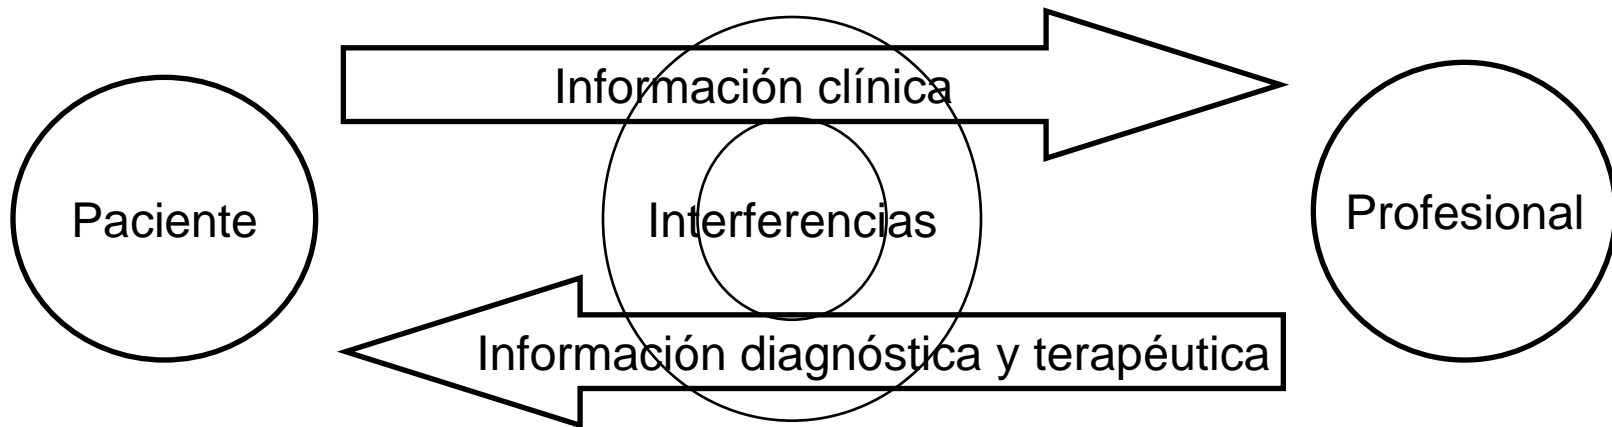 Información clínica
Paciente
Interferencias
Profesional
Información diagnóstica y terapéutica